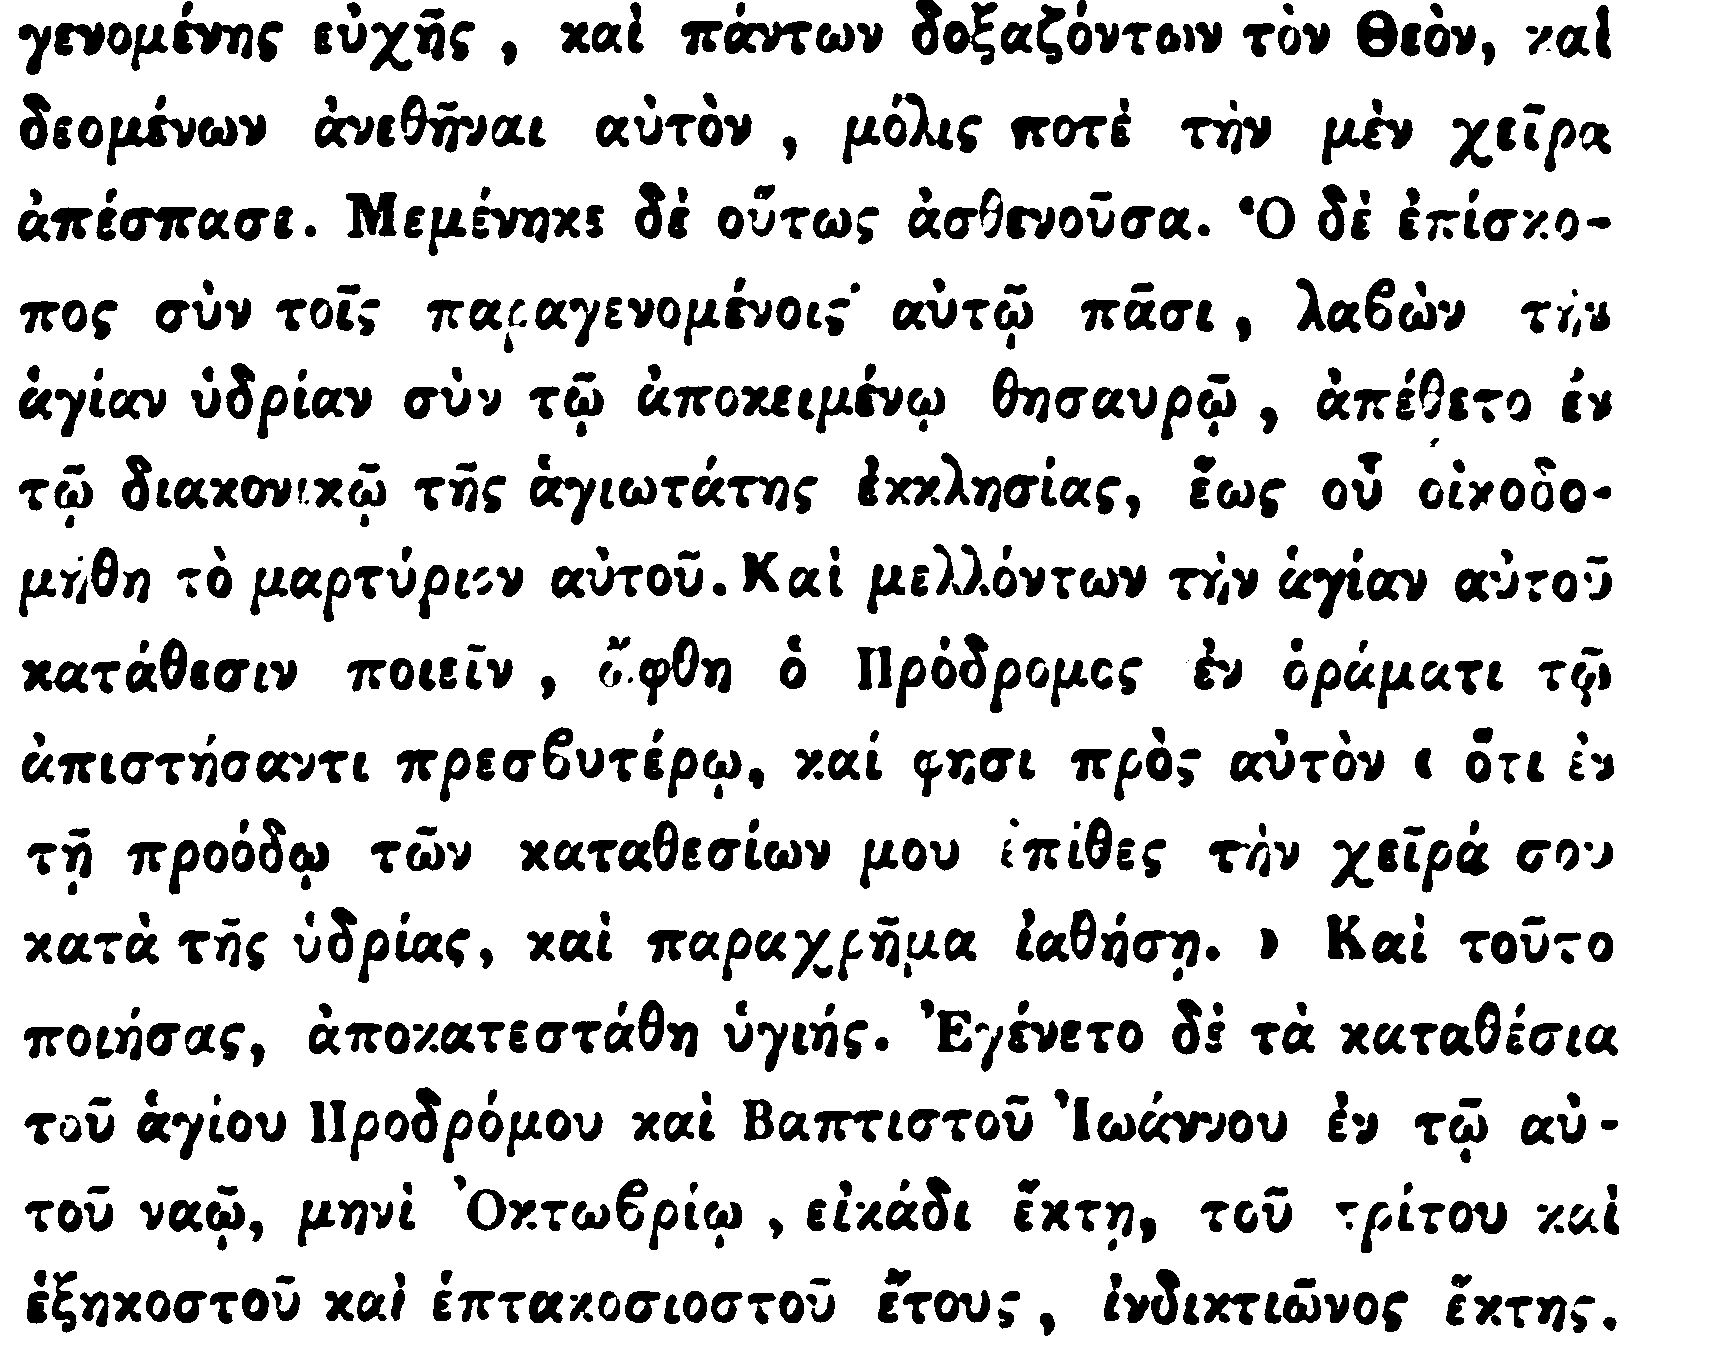 γενομένης εὐχῆς, καὶ πάντων δοξαζόντων τὸν Θεὸν, καὶ
δεομένων ἀνεθῆναι αὐτὸν, μόλις ποτὲ τὴν μὲν χεῖρα
ἀπέσπασε. Μεμένηκε δὲ οὕτως ἀσθενοῦσα. Ὁ δὲ ἐπίσκο-
πος σὺν τοῖς παραγενομένοις αὐτῷ πᾶσι, λαβὼν τὴν
ἁγίαν ὑδρίαν σὺν τῷ ἀποκειμένῳ θησαυρῷ, ἀπέθετο ἐν
τῷ διακονικῷ τῆς ἁγιωτάτης ἐκκλησίας, ἕως οὗ οἰκοδο-
μήθη τὸ μαρτύριον αὐτοῦ. Καὶ μελλόντων τὴν ἁγίαν αὐτοῦ
κατάθεσιν ποιεῖν, ὤφθη ὁ Πρόδρομος ἐν ὁράματι τῷ
ἀπιστήσαντι πρεσβυτέρῳ, καί φησι πρὸς αὐτὸν « ὅτι ἐν
τῇ προόδῳ τῶν καταθεσίων μου ἐπίθες τὴν χεῖρά σου
κατὰ τῆς ὑδρίας, καὶ παραχρῆμα ἰαθήσῃ. » Καὶ τοῦτο
ποιήσας, ἀποκατεστάθη ὑγιής. Ἐγένετο δὲ τὰ καταθέσια
τοῦ ἁγίου Προδρόμου καὶ Βαπτιστοῦ Ἰωάννου ἐν τῷ αὐ-
τοῦ ναῷ, μηνὶ Ὀκτωβρίῳ, εἰκάδι ἕκτῃ, τοῦ τρίτου καὶ
ἑξηκοστοῦ καὶ ἑπτακοσιοστοῦ ἔτους, ἰνδικτιῶνος ἕκτης.